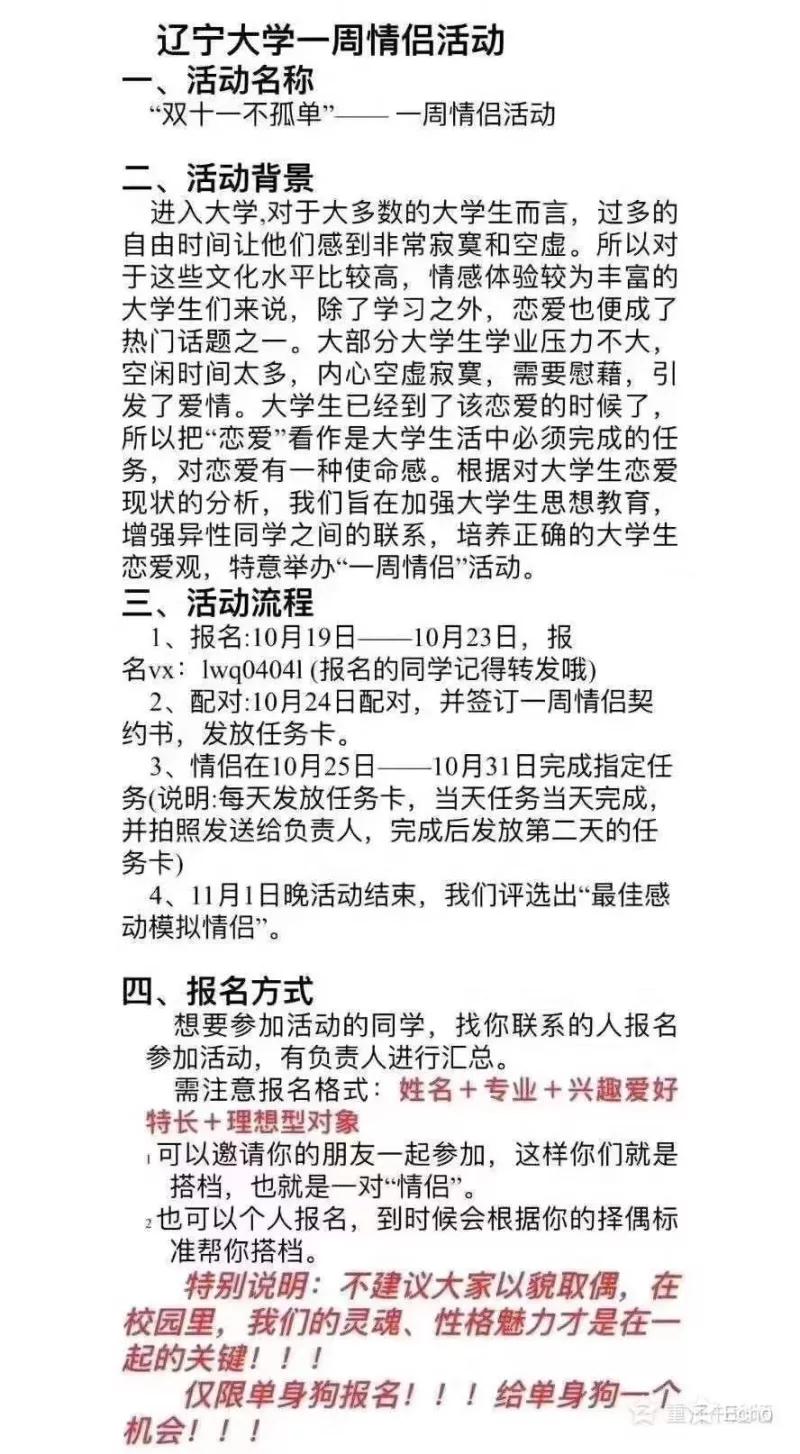 辽宁大学一周情侣活动
一、活动名称
“双十一不孤单”—— 一周情侣活动
二、活动背景
进入大学,对于大多数的大学生而言，过多的
自由时间让他们感到非常寂寞和空虚。所以对
于这些文化水平比较高，情感体验较为丰富的
大学生们来说，除了学习之外，恋爱也便成了
热门话题之一。大部分大学生学业压力不大，
空闲时间太多，内心空虚寂寞，需要慰藉，引
发了爱情。大学生已经到了该恋爱的时候了，
所以把“恋爱”看作是大学生活中必须完成的任
务，对恋爱有一种使命感。根据对大学生恋爱
现状的分析，我们旨在加强大学生思想教育，
增强异性同学之间的联系，培养正确的大学生
恋爱观，特意举办“一周情侣”活动。
三、活动流程
1、报名:10月19日——10月23日，报
名vx：lwq0404l (报名的同学记得转发哦)
2、配对:10月24日配对，并签订一周情侣契
约书，发放任务卡。
3、情侣在10月25日——10月31日完成指定任
务(说明:每天发放任务卡，当天任务当天完成，
并拍照发送给负责人，完成后发放第二天的任
务卡)
4、11月1日晚活动结束，我们评选出“最佳感
动模拟情侣”。
四、报名方式
想要参加活动的同学，找你联系的人报名
参加活动，有负责人进行汇总。
需注意报名格式：姓名＋专业＋兴趣爱好
特长＋理想型对象
1 可以邀请你的朋友一起参加，这样你们就是
搭档，也就是一对“情侣”。
2 也可以个人报名，到时候会根据你的择偶标
准帮你搭档。
特别说明：不建议大家以貌取偶，在
校园里，我们的灵魂、性格魅力才是在一
起的关键！！！
仅限单身狗报名！！！给单身狗一个
机会！！！
Echo